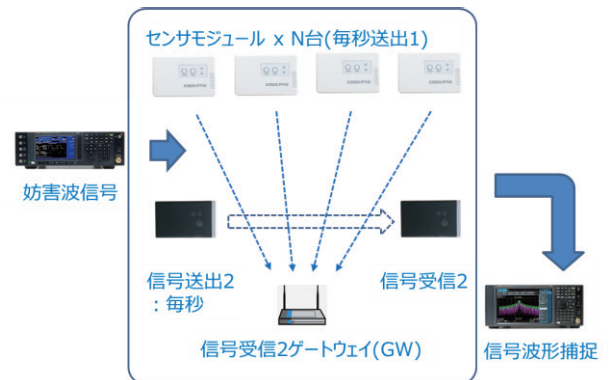 センサモジュール x N台(毎秒送出1)
妨害波信号
信号送出2
:毎秒
信号受信2
信号受信2ゲートウェイ(GW)
信号波形捕捉